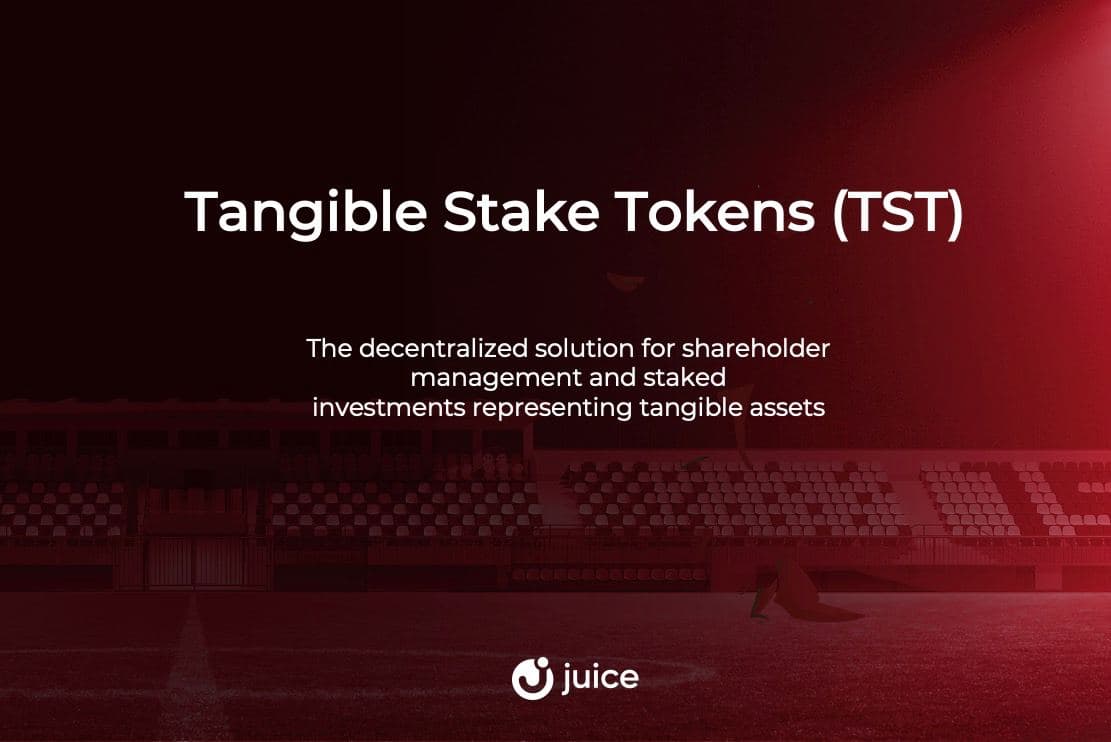 Tangible Stake Tokens (TST)
The decentralized solution for shareholder
management and staked
investments representing tangible assets
juice